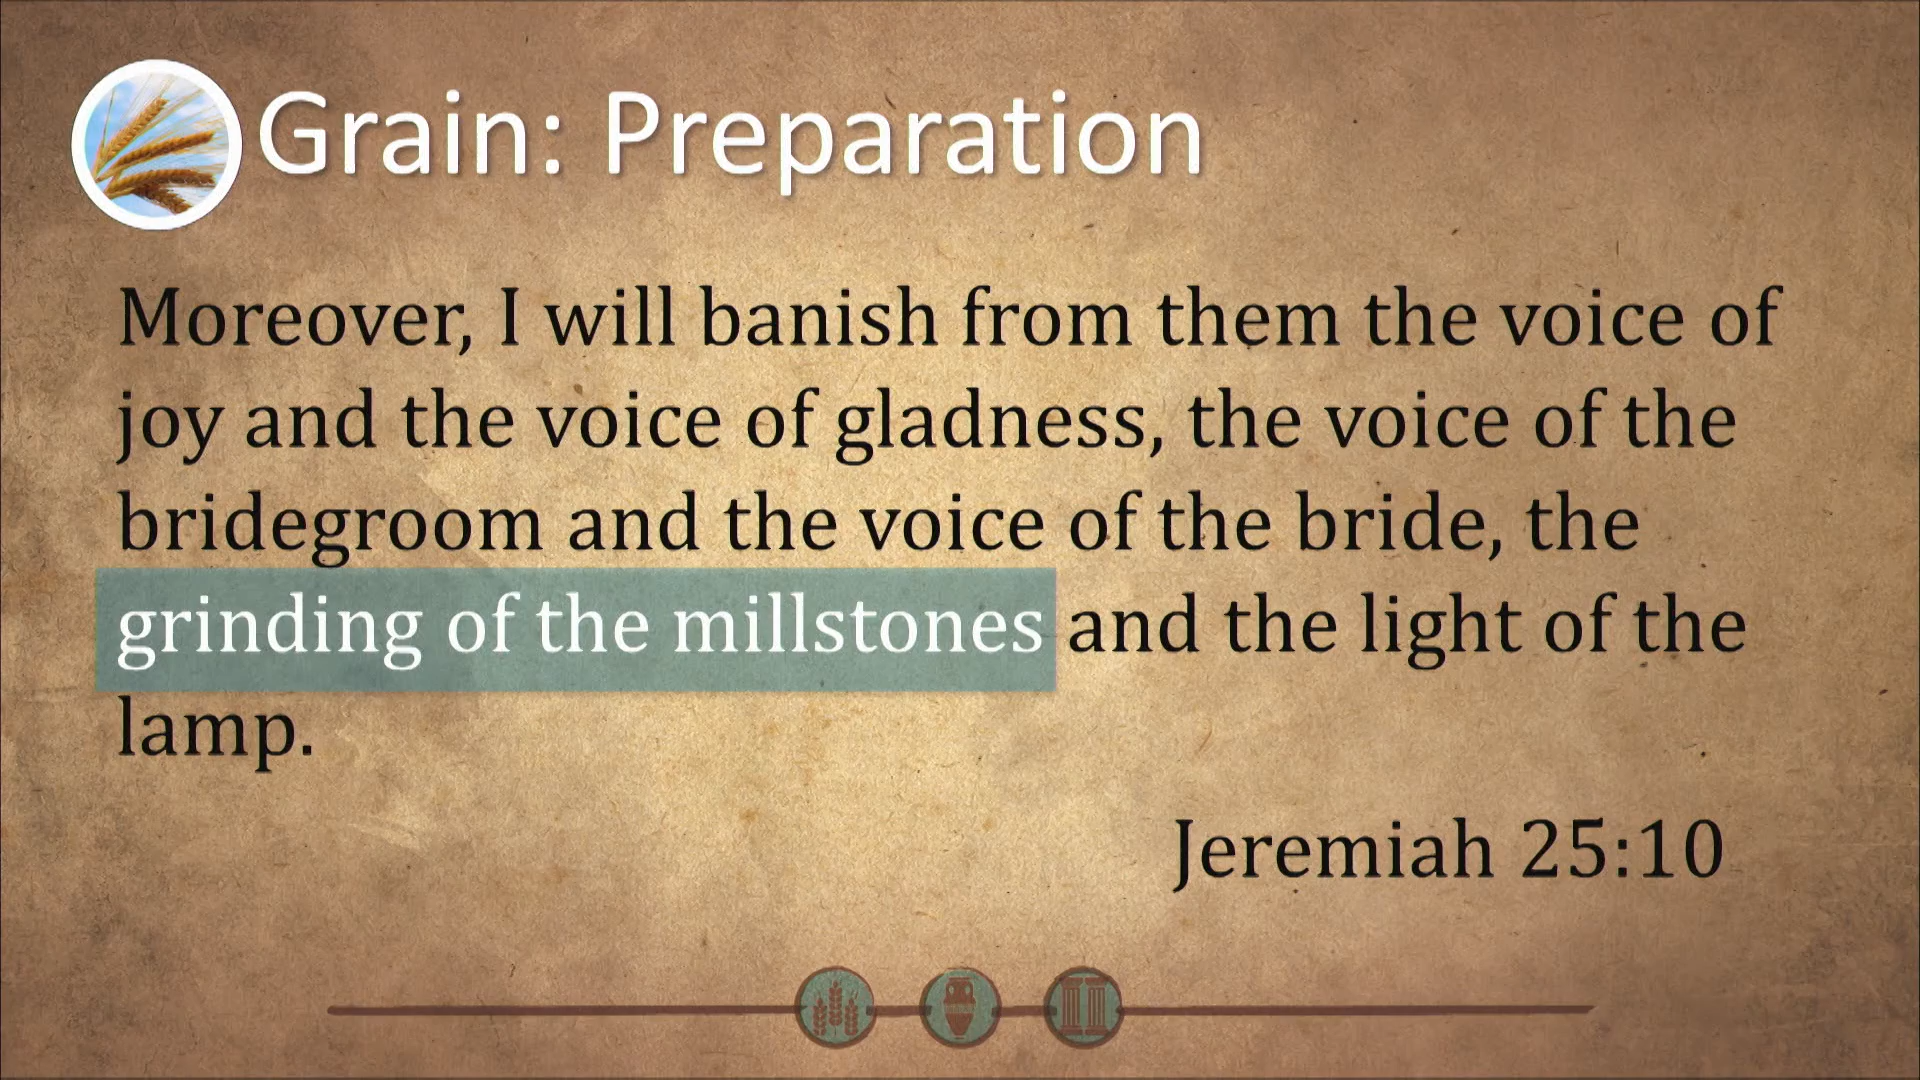 Grain: Preparation
Moreover, I will banish from them the voice of
joy and the voice of gladness, the voice of the
bridegroom and the voice of the bride, the
grinding of the millstones and the light of the
lamp.
Jeremiah 25:10